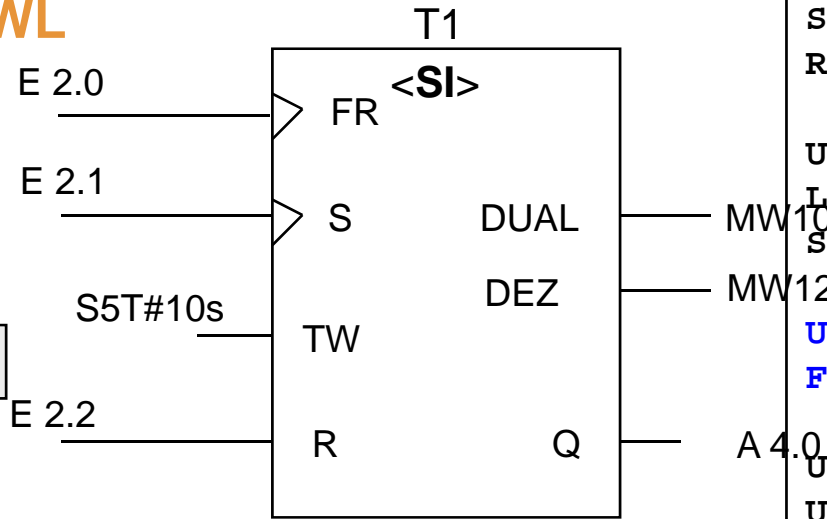 WL
T1
E 2.0
<SI>
FR
E 2.1
S
DUAL
MW10
DEZ
MW12
S5T#10s
TW
E 2.2
R
Q
A 4.0
S
R
U
L
S
U
F
U
U